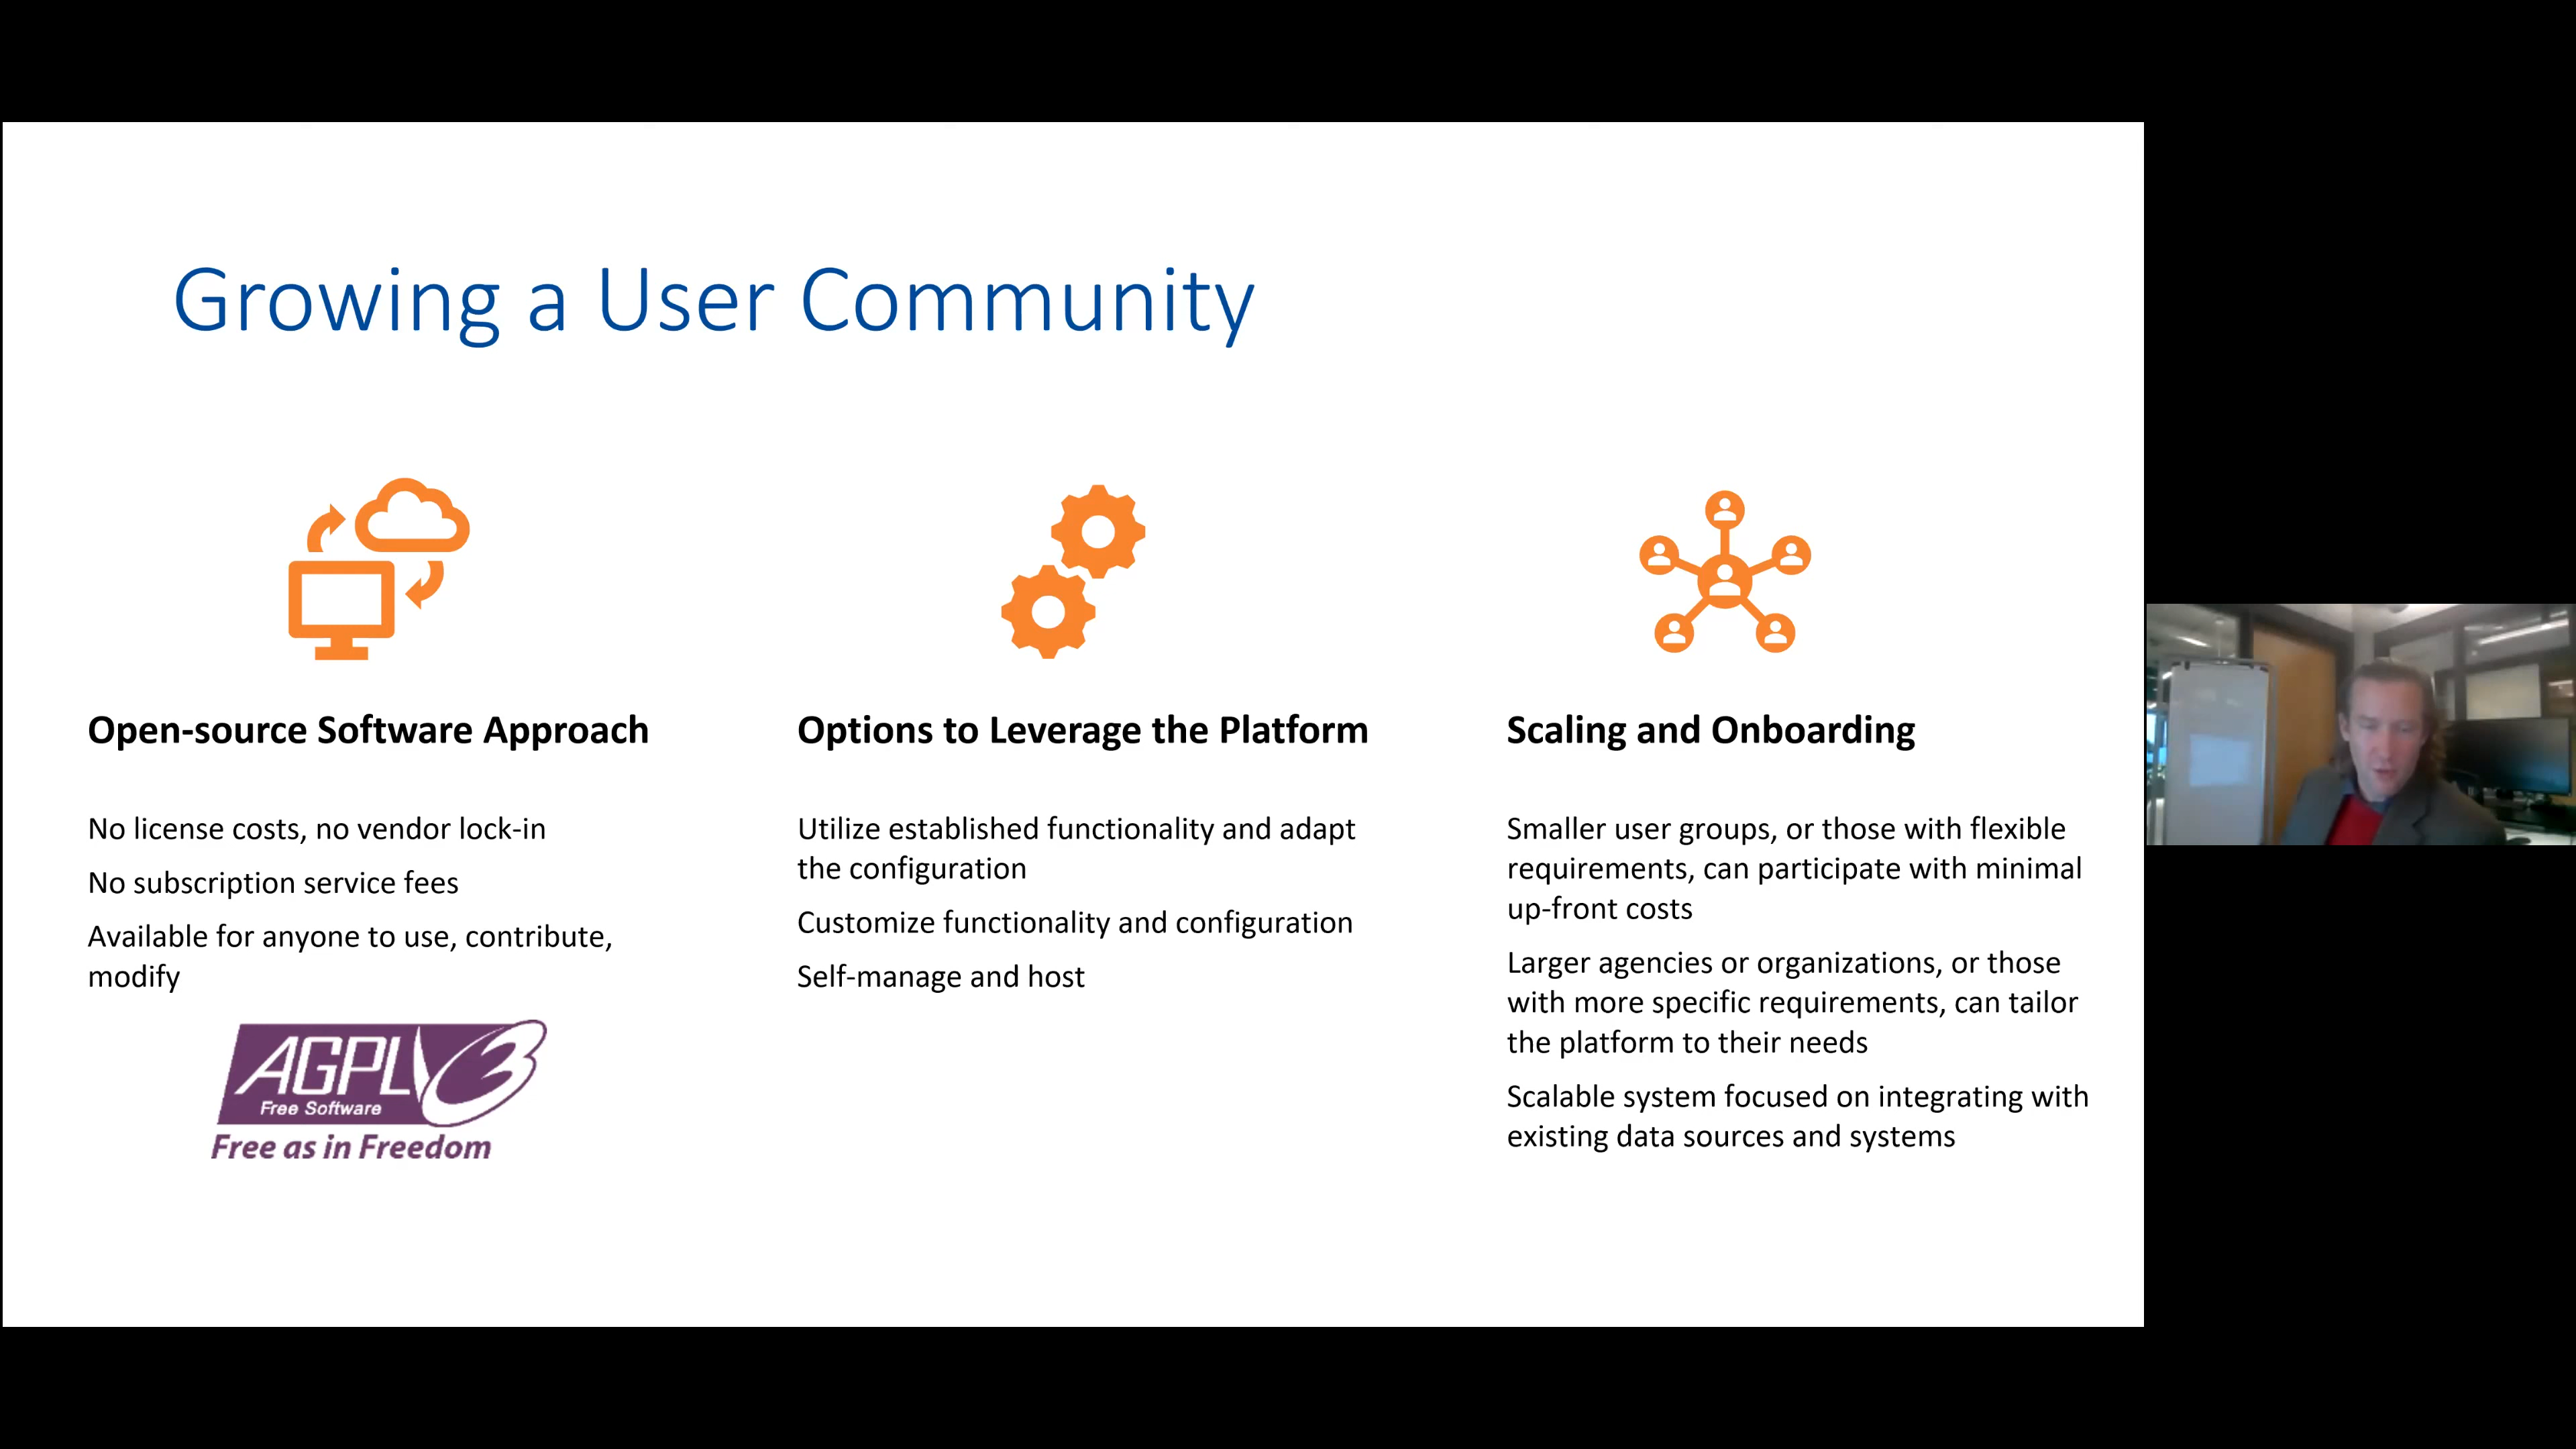 Growing a User Community
Open-source Software Approach
No license costs, no vendor lock-in
No subscription service fees
Available for anyone to use, contribute,
modify
AGPLv3
Free Software
Free as in Freedom
Options to Leverage the Platform
Utilize established functionality and adapt
the configuration
Customize functionality and configuration
Self-manage and host
Scaling and Onboarding
Smaller user groups, or those with flexible
requirements, can participate with minimal
up-front costs
Larger agencies or organizations, or those
with more specific requirements, can tailor
the platform to their needs
Scalable system focused on integrating with
existing data sources and systems